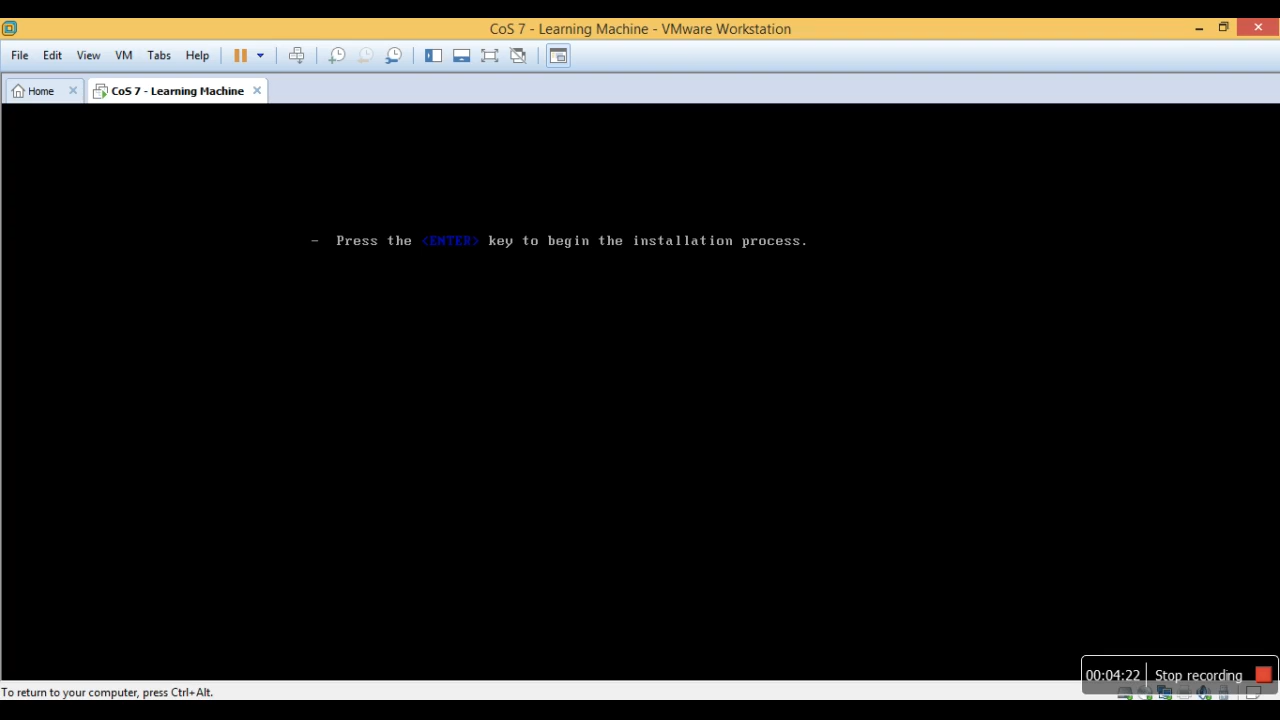 CoS 7 - Learning Machine - VMware Workstation
File Edit View VM Tabs Help
Home CoS 7 - Learning Machine
- Press the <ENTER> key to begin the installation process.
00:04:22 Stop recording
To return to your computer, press Ctrl+Alt.